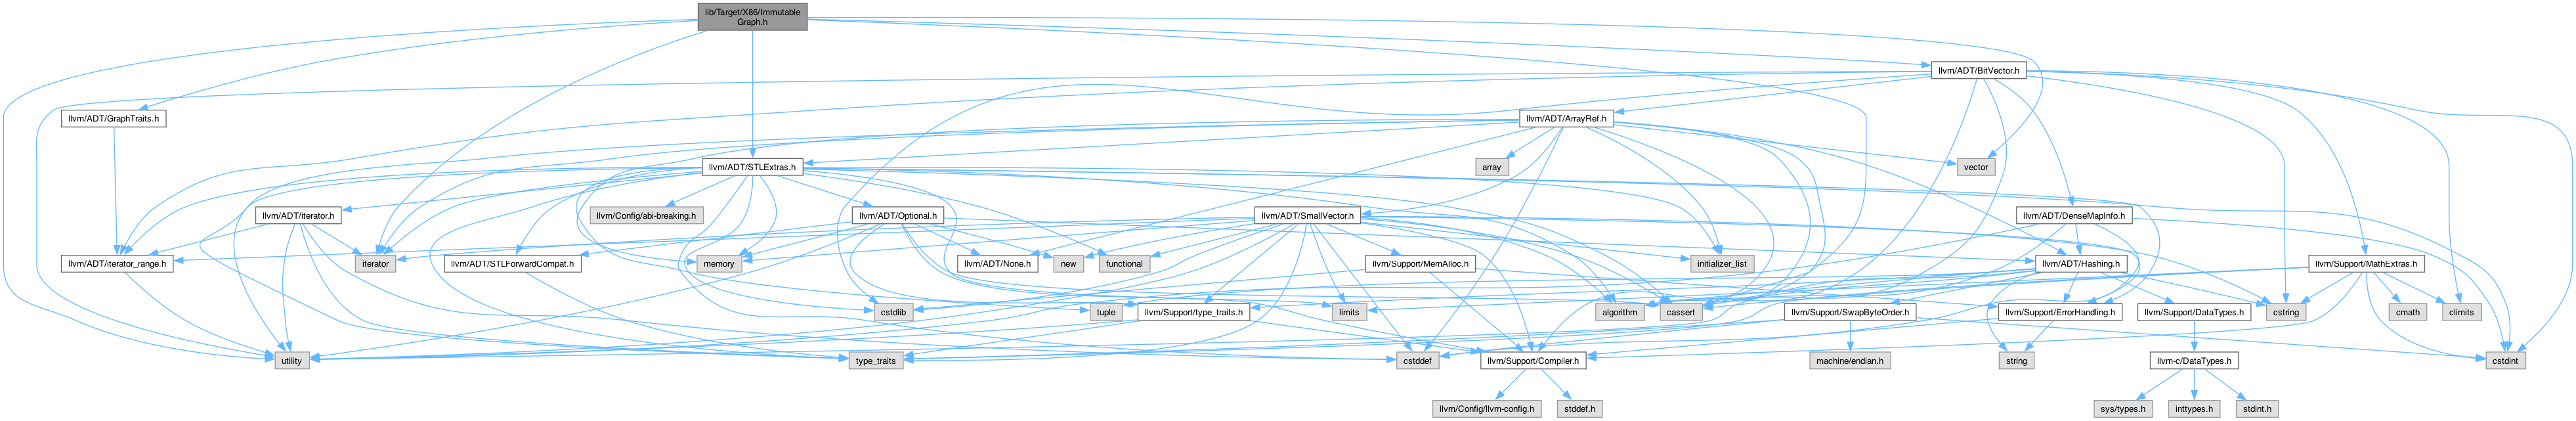 lib/Target/X86/Immutable
Graph.h
llvm/ADT/BitVector.h
llvm/ADT/GraphTraits.h
llvm/ADT/ArrayRef.h
llvm/ADT/STLExtras.h
array
vector
llvm/ADT/iterator.h
llvm/Config/abi-breaking.h
llvm/ADT/Optional.h
llvm/ADT/SmallVector.h
llvm/ADT/DenseMapInfo.h
llvm/ADT/iterator_range.h
iterator
llvm/ADT/STLForwardCompat.h
memory
llvm/ADT/None.h
new
functional
llvm/Support/MemAlloc.h
initializer_list
llvm/ADT/Hashing.h
llvm/Support/MathExtras.h
cstdlib
tuple
llvm/Support/type_traits.h
limits
algorithm
cassert
llvm/Support/SwapByteOrder.h
llvm/Support/ErrorHandling.h
llvm/Support/DataTypes.h
cstring
cmath
climits
utility
type_traits
cstddef
llvm/Support/Compiler.h
machine/endian.h
string
llvm-c/DataTypes.h
cstdint
llvm/Config/llvm-config.h
stddef.h
sys/types.h
inttypes.h
stdint.h